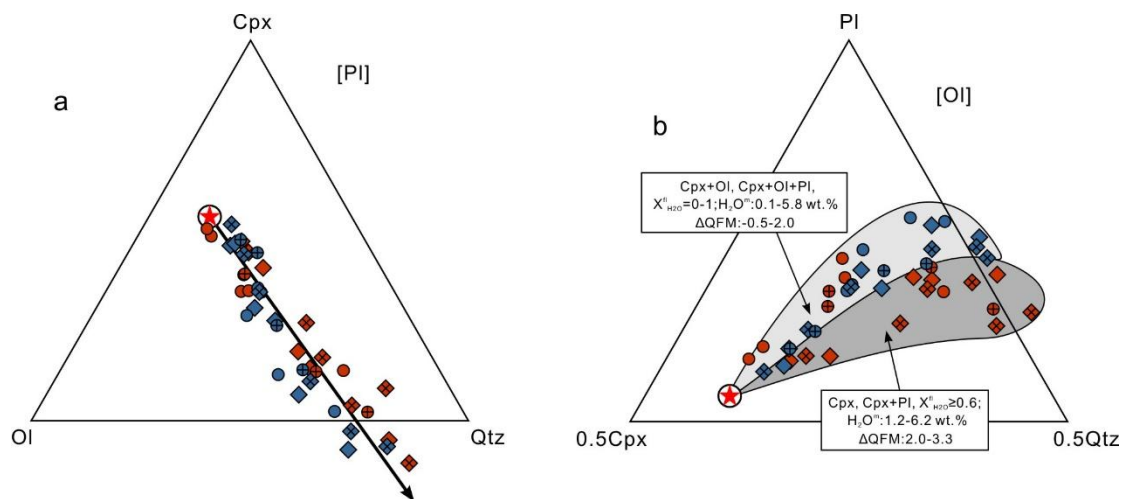 Cpx
[Pl]
a
Ol
Qtz
Pl
[Ol]
b
Cpx+Ol, Cpx+Ol+Pl,
X^fl_H2O=0-1;H₂O^m:0.1-5.8 wt.%
ΔQFM:-0.5-2.0
Cpx, Cpx+Pl, X^fl_H2O≥0.6;
H₂O^m:1.2-6.2 wt.%
ΔQFM:2.0-3.3
0.5Cpx
0.5Qtz